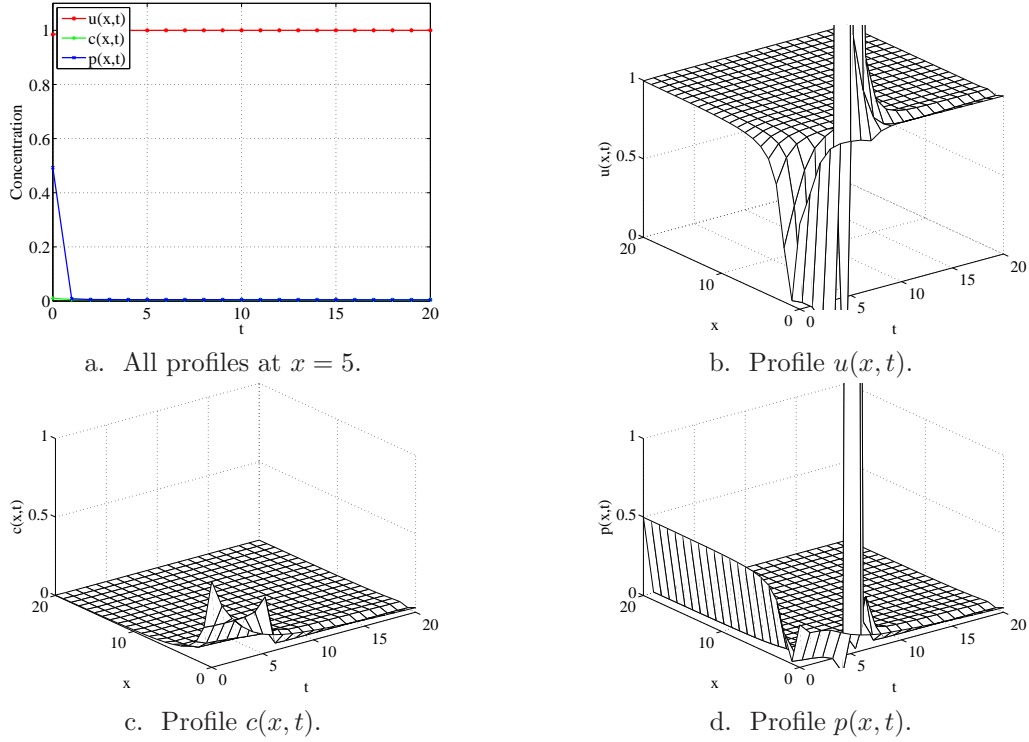 u(x,t)
c(x,t)
p(x,t)
Concentration
1
0.8
0.6
0.4
0.2
0
0 5 10 15 20
t
a. All profiles at x = 5.
u(x,t)
1
0.5
0
20
10
0
x
0
5
10
15
20
t
b. Profile u(x, t).
c(x,t)
1
0.5
0
20
10
0
x
0
5
10
15
20
t
c. Profile c(x, t).
p(x,t)
1
0.5
0
20
10
0
x
0
5
10
15
20
t
d. Profile p(x, t).